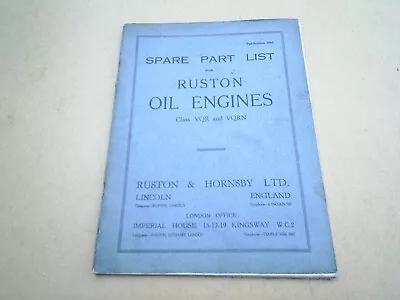 SPARE PART LIST
FOR
RUSTON
OIL ENGINES
Class VQR and VQRN
RUSTON & HORNSBY LTD.
LINCOLN ENGLAND
LONDON OFFICE:
IMPERIAL HOUSE, 15-17-19 KINGSWAY W.C.2